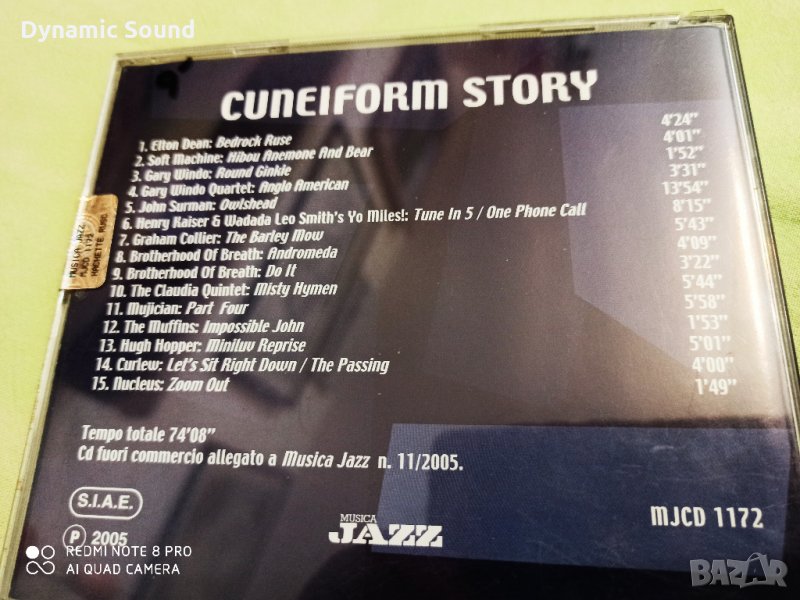 Dynamic Sound
CUNEIFORM STORY
1. Elton Dean: Bedrock Ruse 4'24"
2. Soft Machine: Hibou Anemone And Bear 4'01"
3. Gary Windo: Round Ginkie 1'52"
4. Gary Windo Quartet: Anglo American 3'31"
5. John Surman: Owlshead 13'54"
6. Henry Kaiser & Wadada Leo Smith's Yo Miles!: Tune In 5 / One Phone Call 8'15"
7. Graham Collier: The Barley Mow 5'43"
8. Brotherhood Of Breath: Andromeda 4'09"
9. Brotherhood Of Breath: Do It 3'22"
10. The Claudia Quintet: Misty Hymen 5'44"
11. Mujician: Part Four 5'58"
12. The Muffins: Impossible John 1'53"
13. Hugh Hopper: Miniluv Reprise 5'01"
14. Curlew: Let's Sit Right Down / The Passing 4'00"
15. Nucleus: Zoom Out 1'49"
MUSICA JAZZ
MJCD 1172
HACHETTE
Tempo totale 74'08"
Cd fuori commercio allegato a Musica Jazz n. 11/2005.
S.I.A.E.
P 2005
MUSICA
JAZZ
MJCD 1172
REDMI NOTE 8 PRO
AI QUAD CAMERA
BAZAR